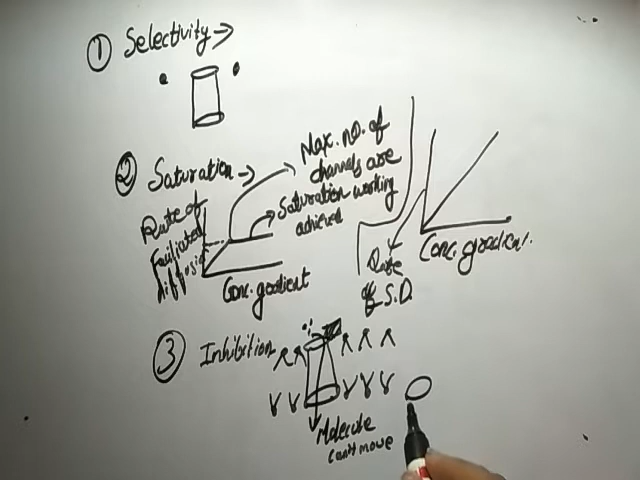 ① Selectivity →
② Saturation →
Max. no. of
channels are
working
Saturation
achieved
Rate of
Faciliated
diffusion
Conc. gradient
Rate
of S.D.
Conc. gradient.
③ Inhibition
Molecule
can't move